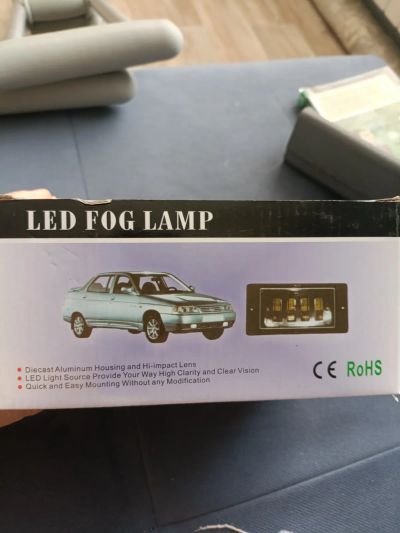 LED FOG LAMP
Diecast Aluminum Housing and Hi-impact Lens
LED Light Source Provide Your Way High Clarity and Clear Vision
Quick and Easy Mounting Without any Modification
CE RoHS